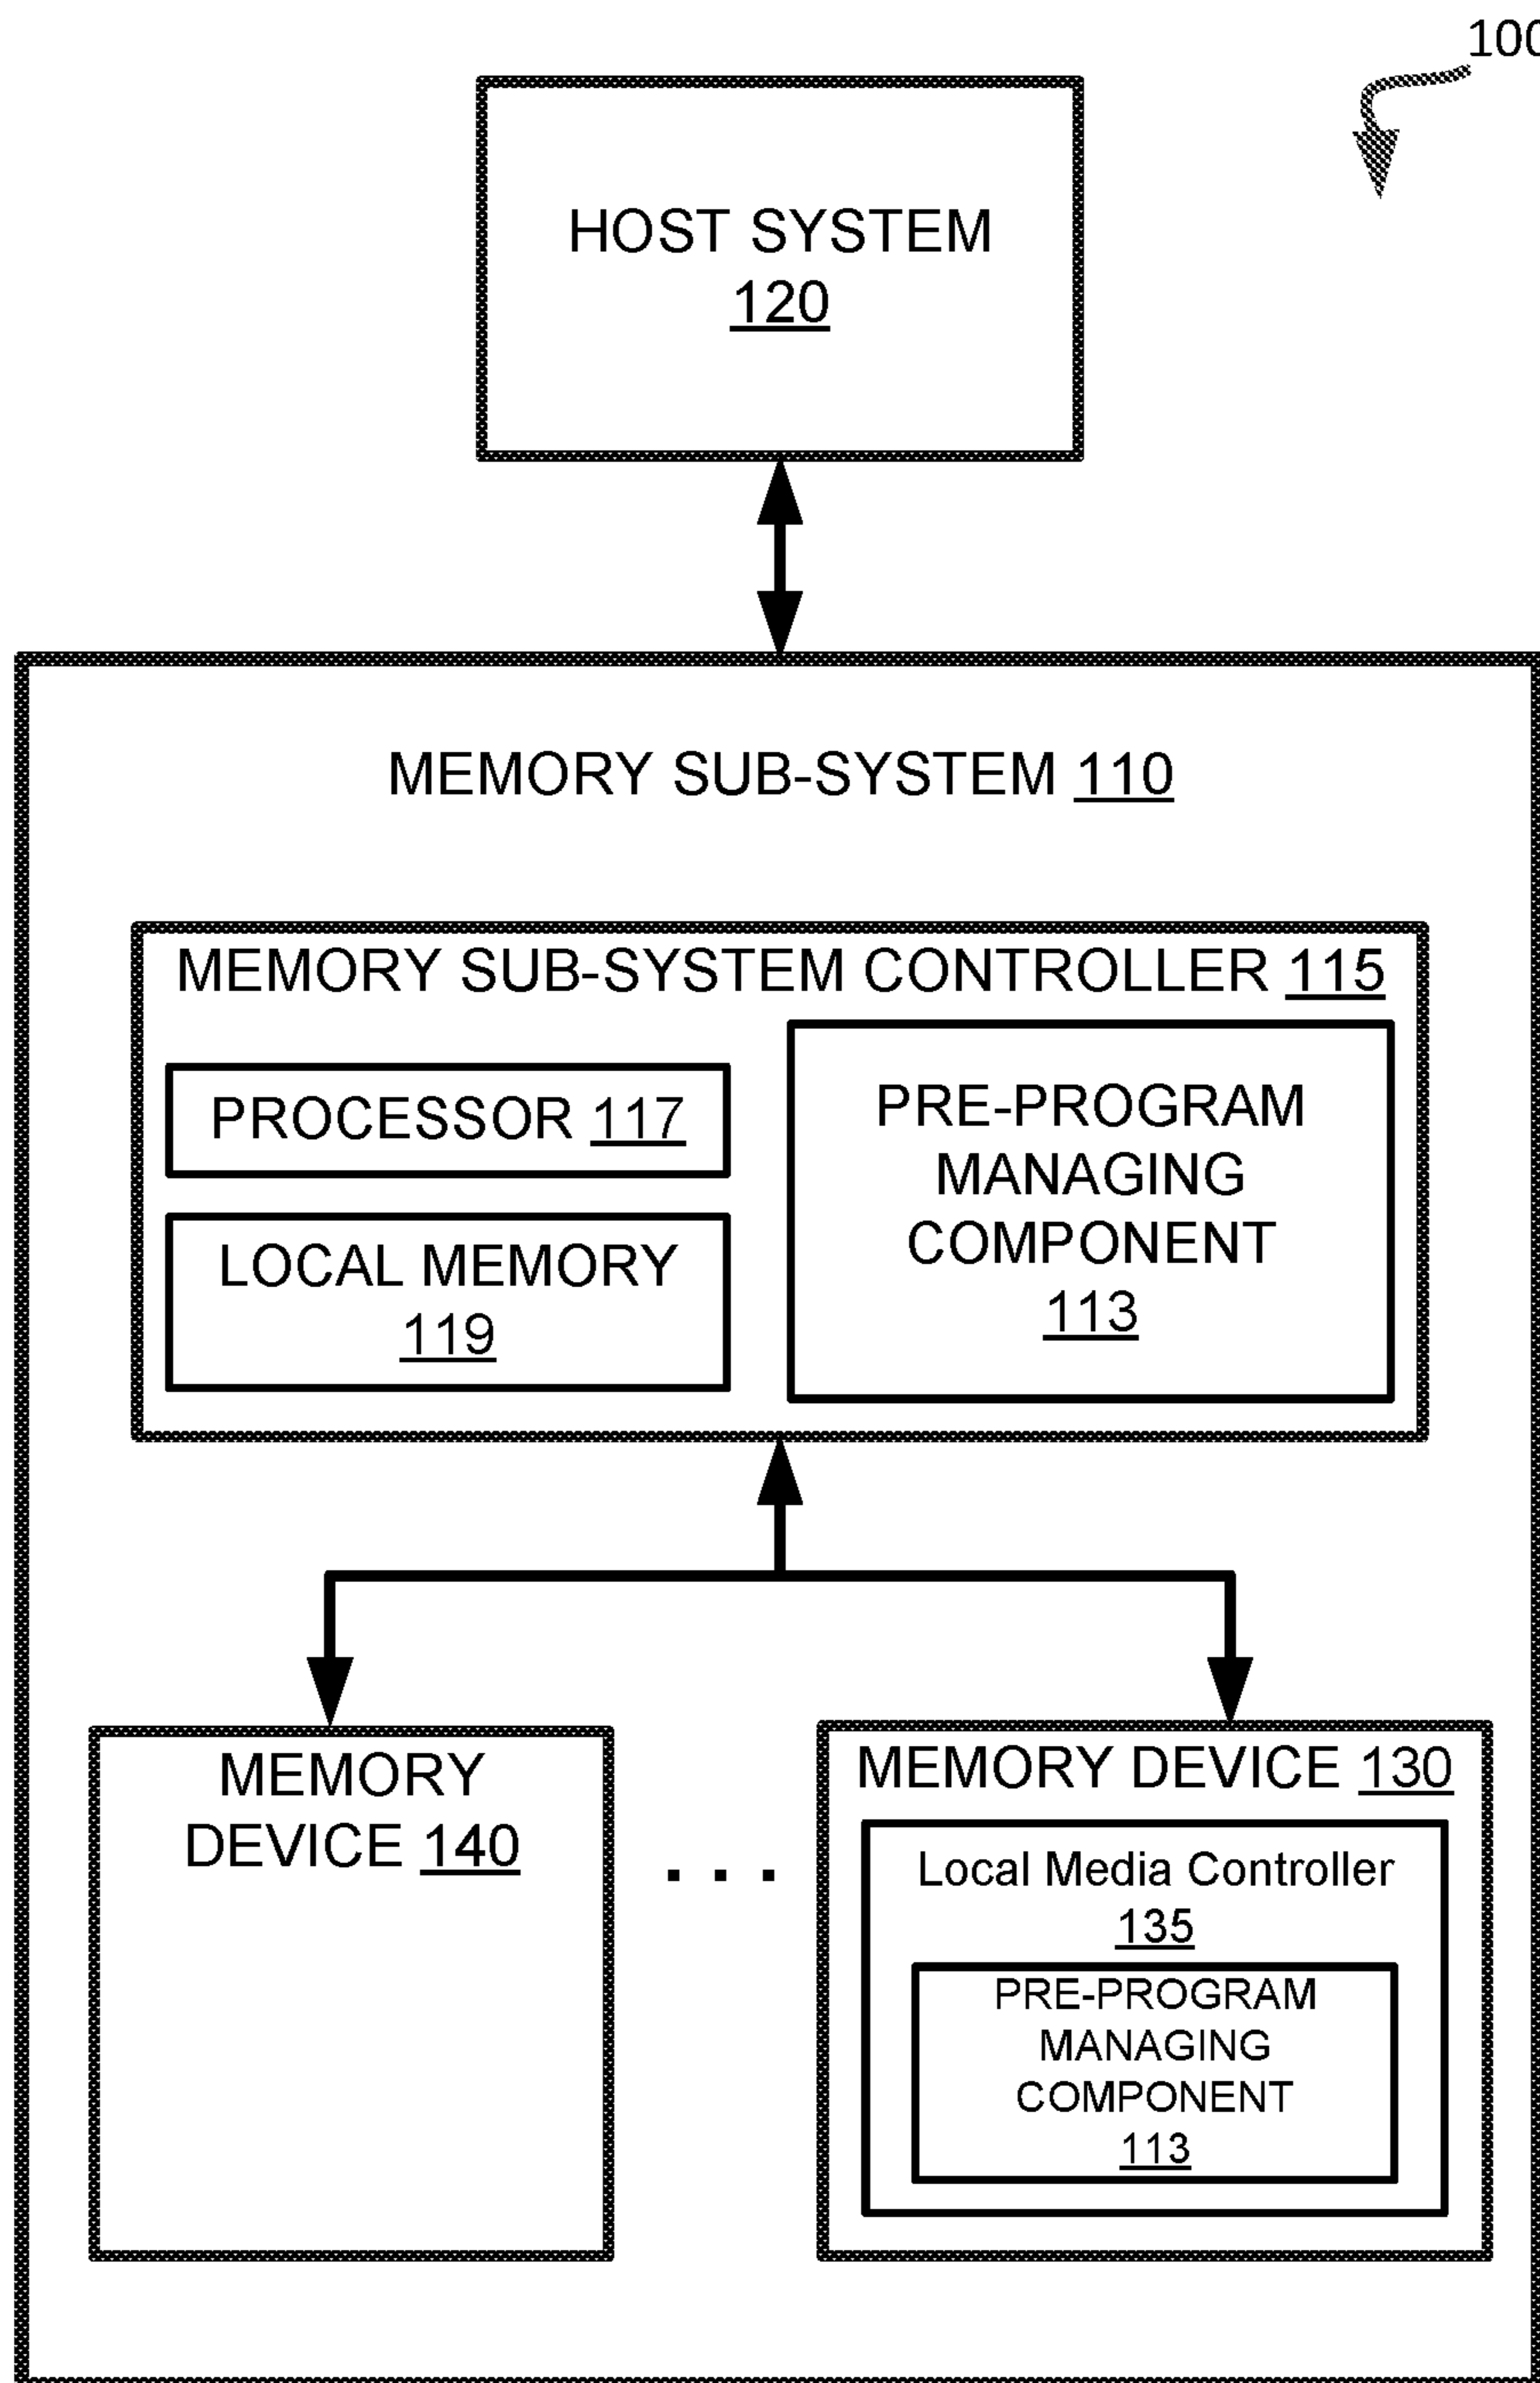 100
HOST SYSTEM
120
MEMORY SUB-SYSTEM 110
MEMORY SUB-SYSTEM CONTROLLER 115
PROCESSOR 117
LOCAL MEMORY
119
PRE-PROGRAM
MANAGING
COMPONENT
113
MEMORY
DEVICE 140
. . .
MEMORY DEVICE 130
Local Media Controller
135
PRE-PROGRAM
MANAGING
COMPONENT
113